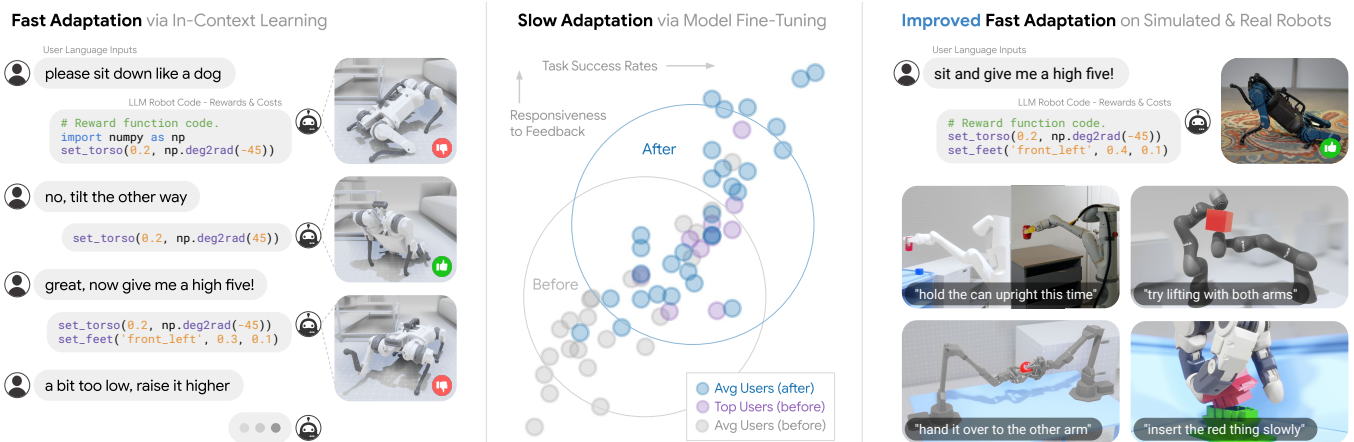 Fast Adaptation via In-Context Learning
User Language Inputs
please sit down like a dog
LLM Robot Code - Rewards & Costs
# Reward function code.
import numpy as np
set_torso(0.2, np.deg2rad(-45))
no, tilt the other way
set_torso(0.2, np.deg2rad(45))
great, now give me a high five!
set_torso(0.2, np.deg2rad(-45))
set_feet('front_left', 0.3, 0.1)
a bit too low, raise it higher
Slow Adaptation via Model Fine-Tuning
Task Success Rates
Responsiveness
to Feedback
After
Before
Avg Users (after)
Top Users (before)
Avg Users (before)
Improved Fast Adaptation on Simulated & Real Robots
User Language Inputs
sit and give me a high five!
LLM Robot Code - Rewards & Costs
# Reward function code.
set_torso(0.2, np.deg2rad(-45))
set_feet('front_left', 0.4, 0.1)
"hold the can upright this time"
"try lifting with both arms"
"hand it over to the other arm"
"insert the red thing slowly"